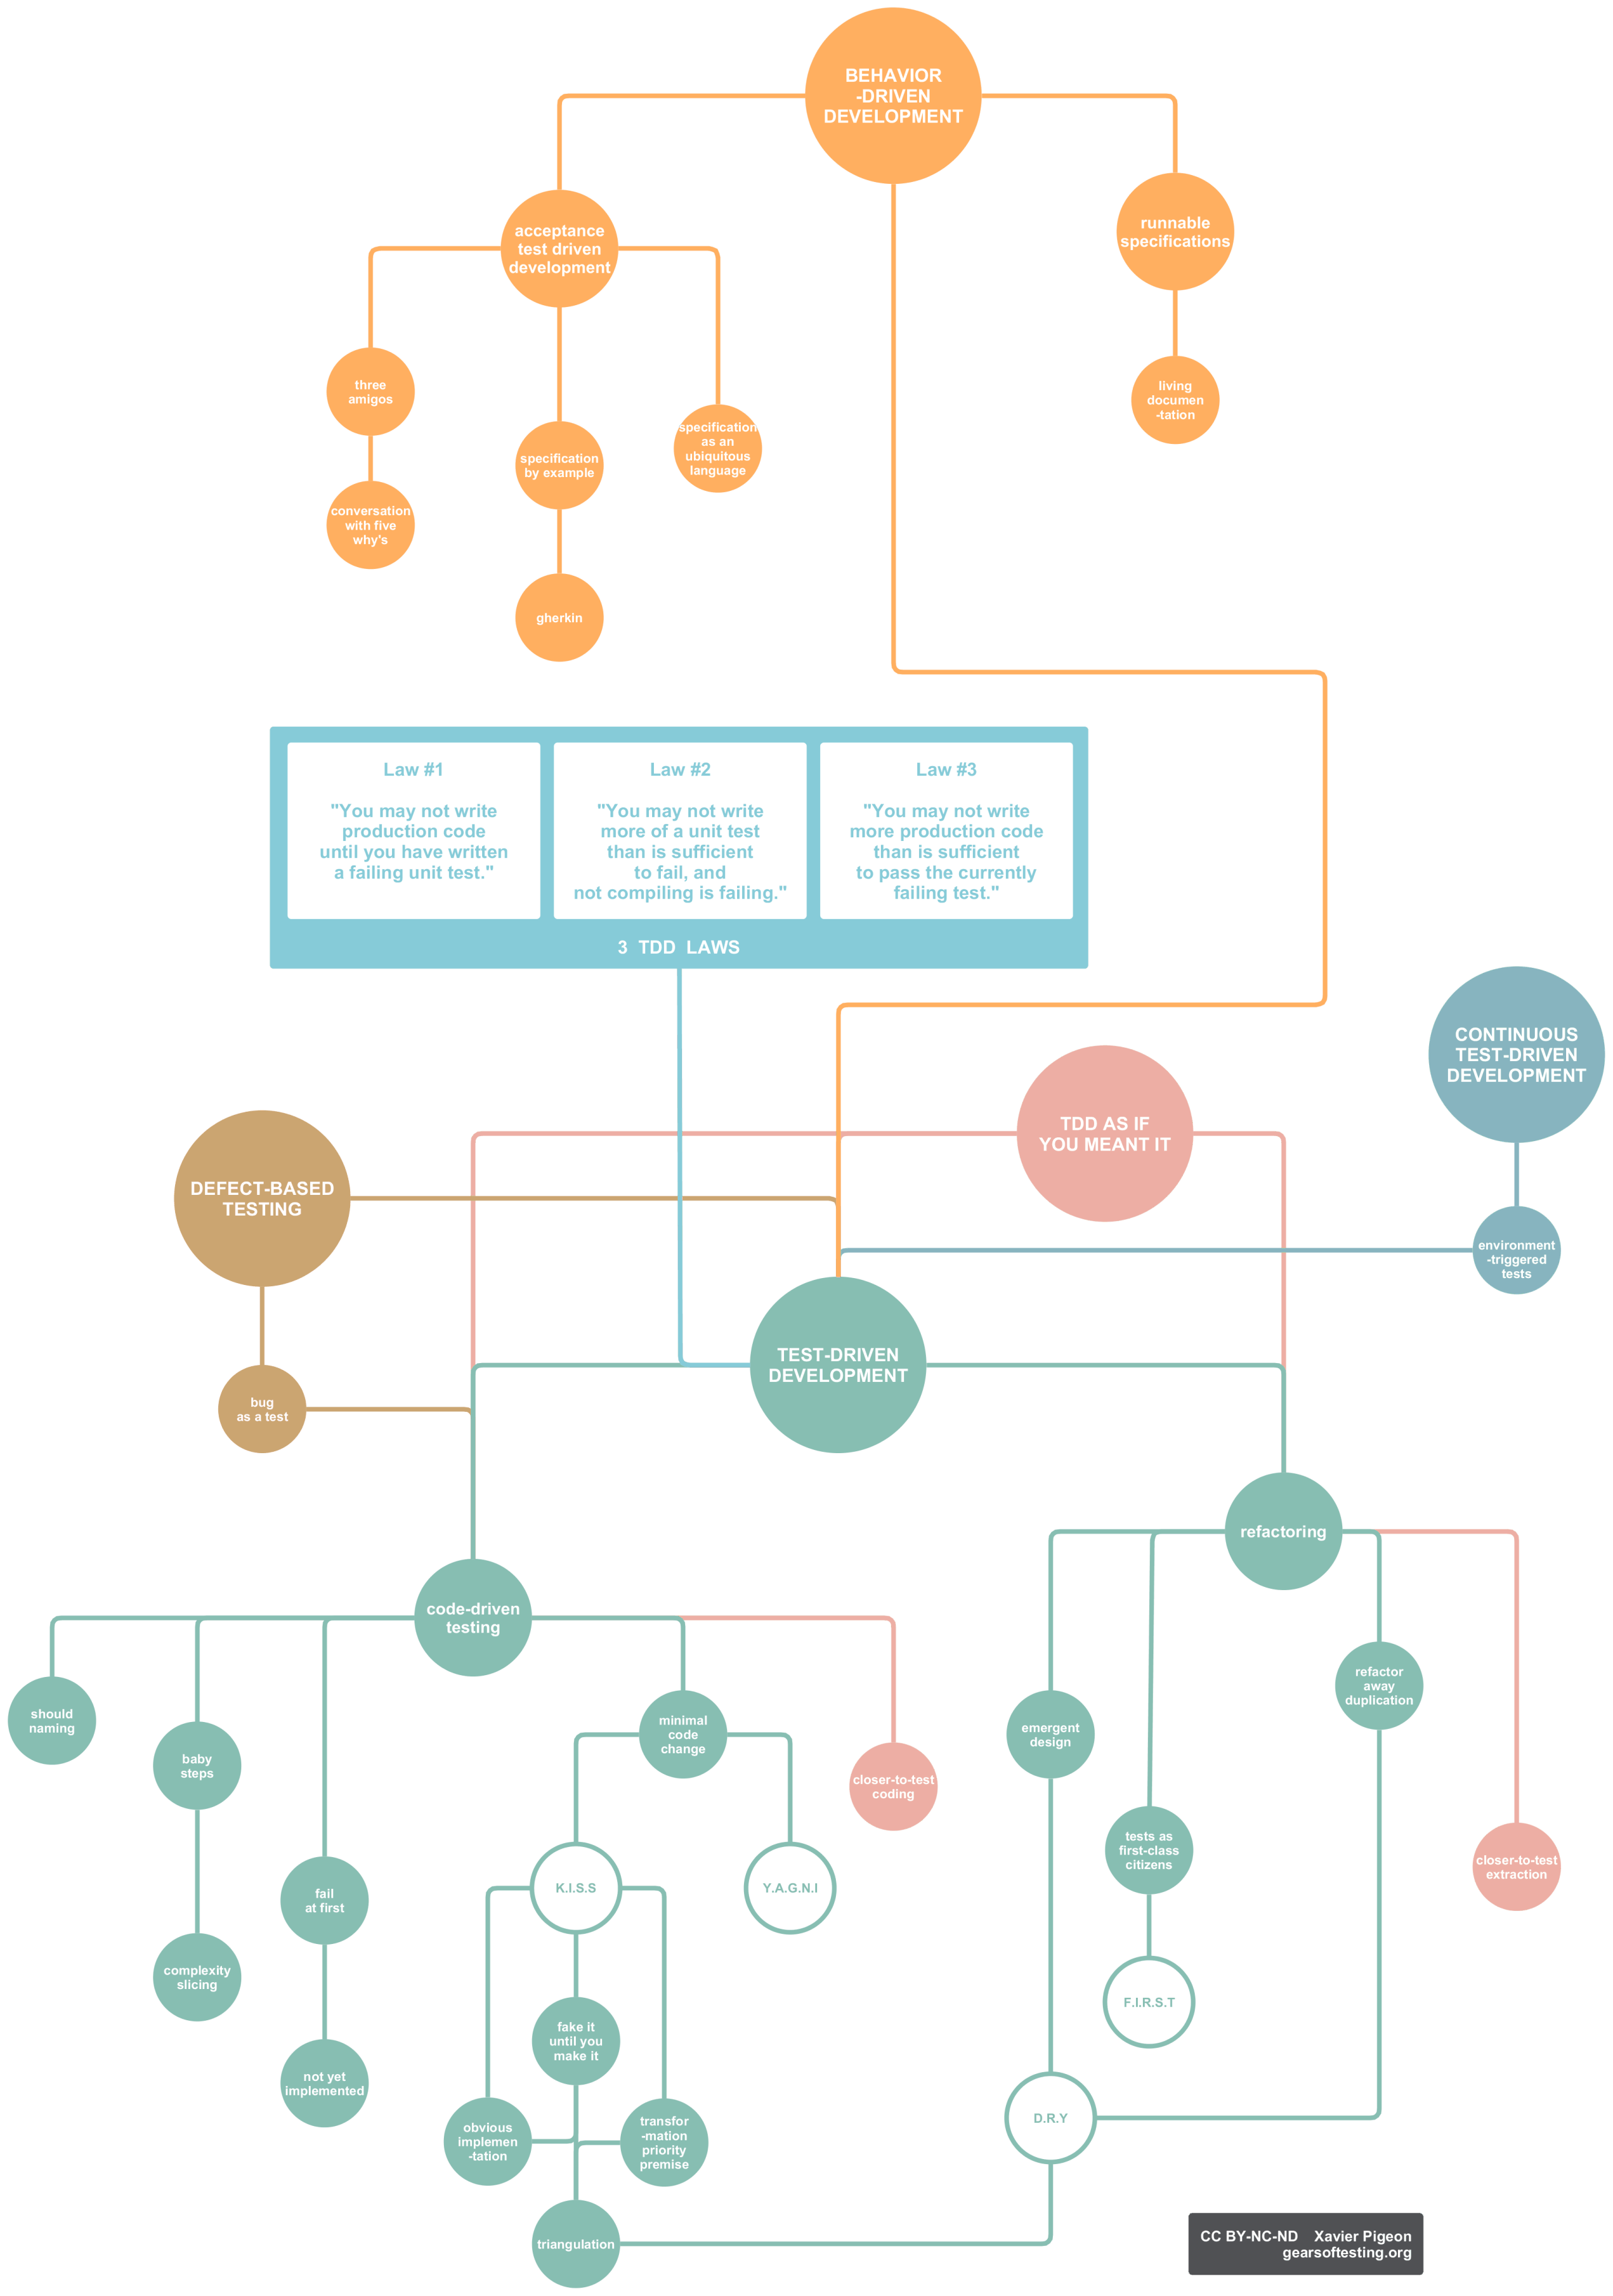 BEHAVIOR
-DRIVEN
DEVELOPMENT
acceptance
test driven
development
runnable
specifications
three
amigos
living
documen
-tation
specification
by example
specification
as an
ubiquitous
language
conversation
with five
why's
gherkin
Law #1
"You may not write
production code
until you have written
a failing unit test."
Law #2
"You may not write
more of a unit test
than is sufficient
to fail, and
not compiling is failing."
Law #3
"You may not write
more production code
than is sufficient
to pass the currently
failing test."
3 TDD LAWS
CONTINUOUS
TEST-DRIVEN
DEVELOPMENT
TDD AS IF
YOU MEANT IT
DEFECT-BASED
TESTING
environment
-triggered
tests
TEST-DRIVEN
DEVELOPMENT
bug
as a test
refactoring
code-driven
testing
should
naming
baby
steps
minimal
code
change
closer-to-test
coding
emergent
design
refactor
away
duplication
tests as
first-class
citizens
closer-to-test
extraction
fail
at first
K.I.S.S
Y.A.G.N.I
complexity
slicing
F.I.R.S.T
fake it
until you
make it
not yet
implemented
obvious
implemen
-tation
transfor
-mation
priority
premise
D.R.Y
triangulation
CC BY-NC-ND Xavier Pigeon
gearsoftesting.org